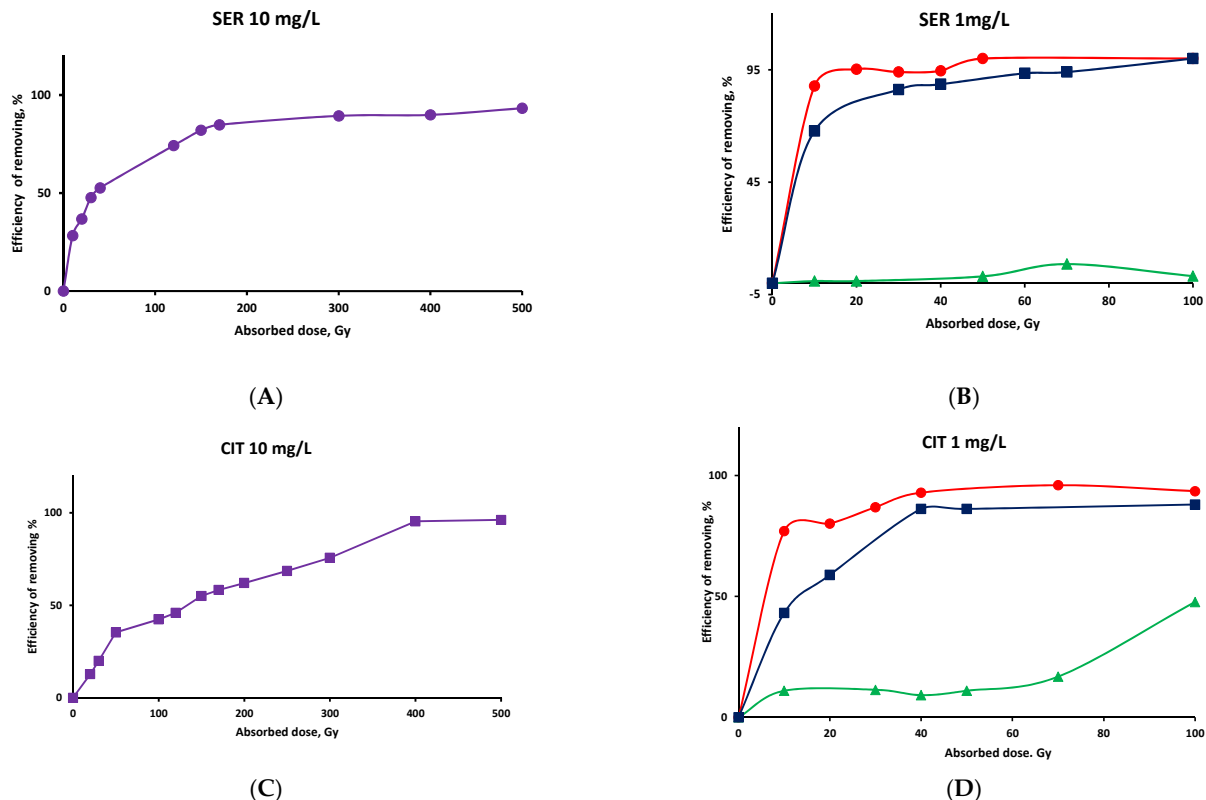 SER 10 mg/L
Efficiency of removing, %
100
50
0
0 100 200 300 400 500
Absorbed dose, Gy
(A)
SER 1mg/L
Efficiency of removing, %
95
45
-5
0 20 40 60 80 100
Absorbed dose, Gy
(B)
CIT 10 mg/L
Efficiency of removing %
100
50
0
0 100 200 300 400 500
Absorbed dose, Gy
(C)
CIT 1 mg/L
Efficiency of removing, %
100
50
0
0 20 40 60 80 100
Absorbed dose. Gy
(D)